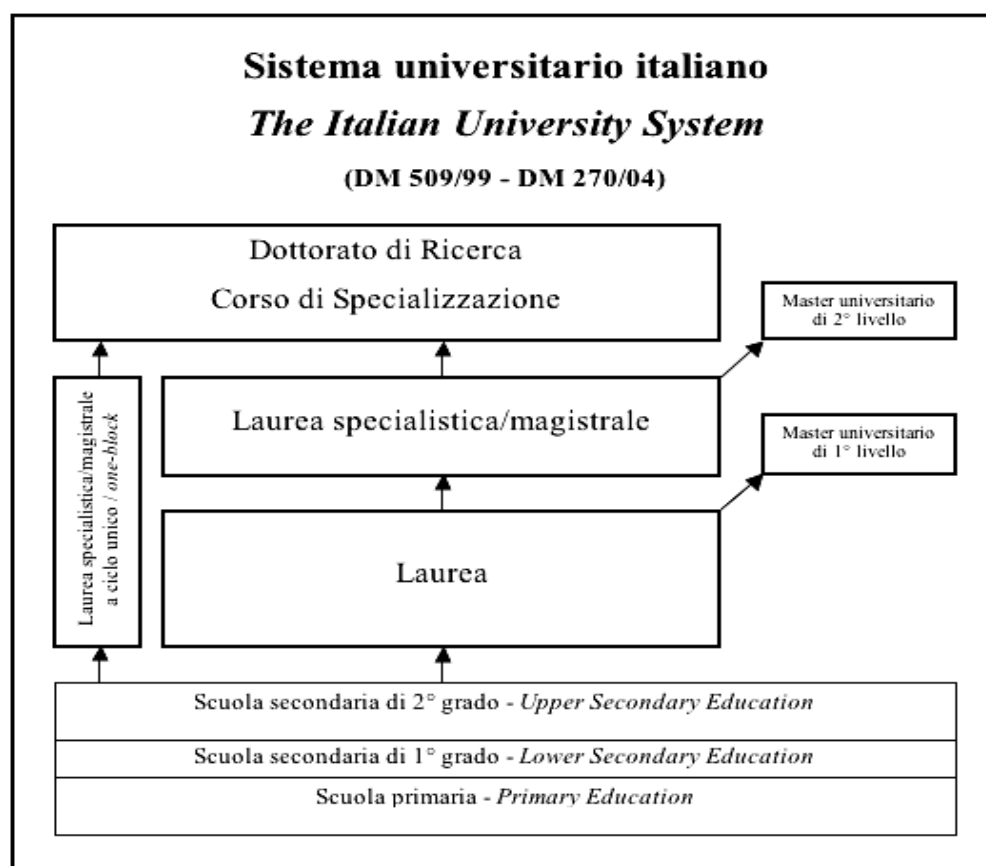 Sistema universitario italiano
The Italian University System
(DM 509/99 - DM 270/04)
Dottorato di Ricerca
Corso di Specializzazione
Master universitario
di 2° livello
Laurea specialistica/magistrale
a ciclo unico / one-block
Laurea specialistica/magistrale
Master universitario
di 1° livello
Laurea
Scuola secondaria di 2° grado - Upper Secondary Education
Scuola secondaria di 1° grado - Lower Secondary Education
Scuola primaria - Primary Education